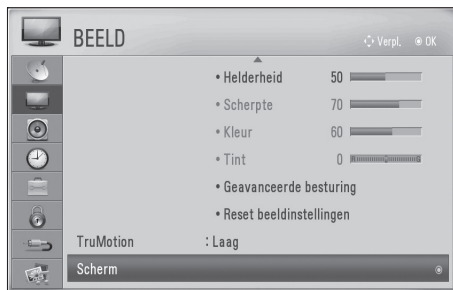 BEELD
Verpl. OK
• Helderheid 50
• Scherpte 70
• Kleur 60
• Tint 0
• Geavanceerde besturing
• Reset beeldinstellingen
TruMotion : Laag
Scherm